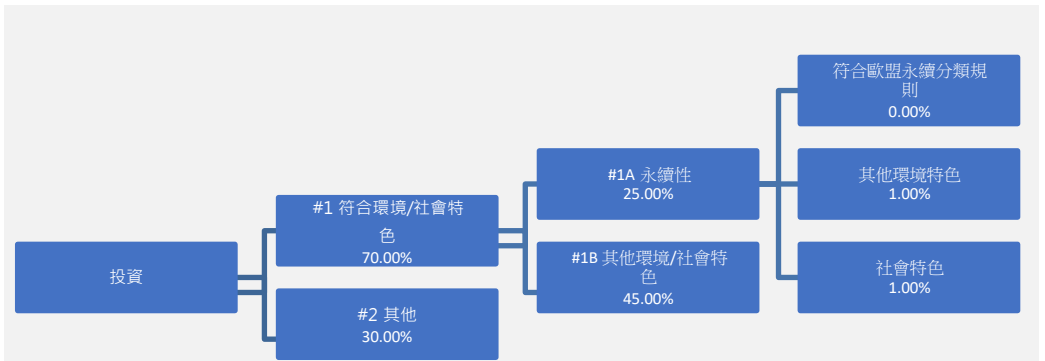 投資
#1 符合環境/社會特
色
70.00%
#2 其他
30.00%
#1A 永續性
25.00%
#1B 其他環境/社會特
色
45.00%
符合歐盟永續分類規
則
0.00%
其他環境特色
1.00%
社會特色
1.00%